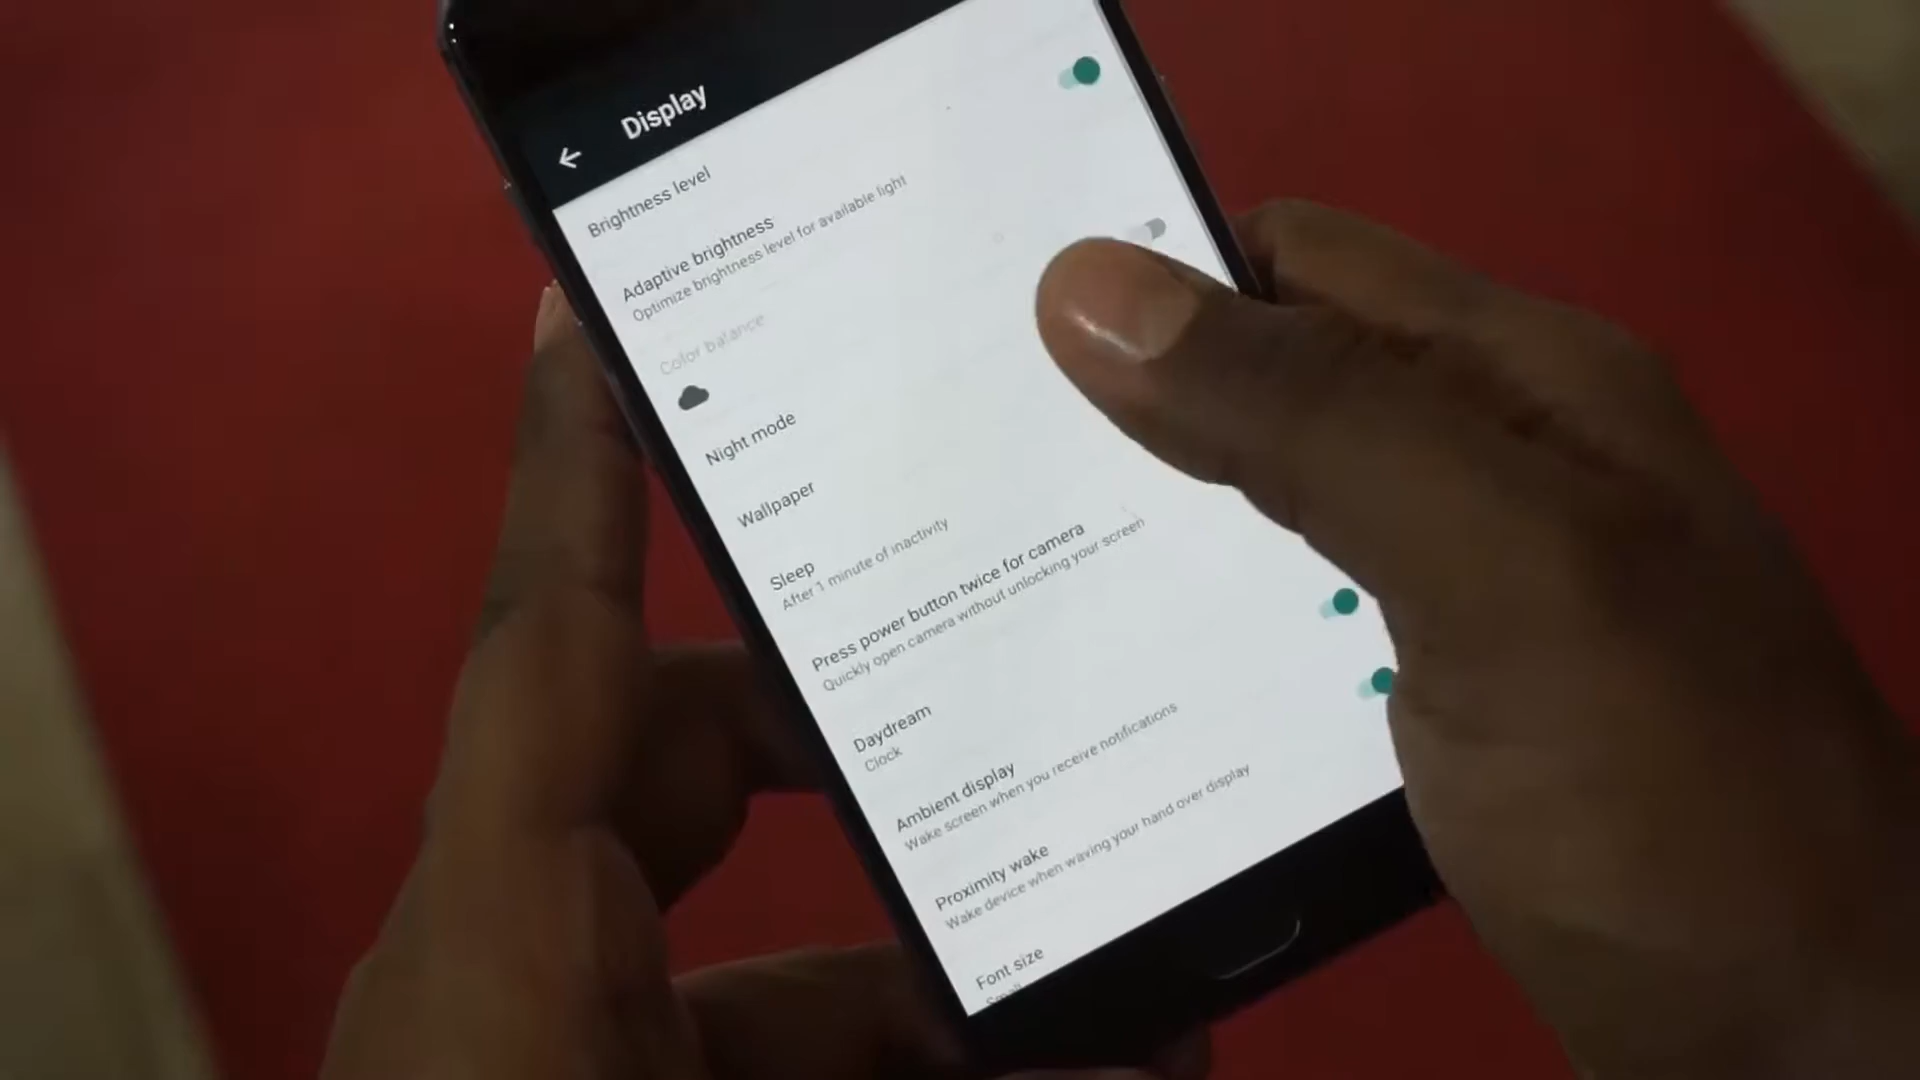 Display
Brightness level
Adaptive brightness
Optimize brightness level for available light
Color balance
Night mode
Wallpaper
Sleep
After 1 minute of inactivity
Press power button twice for camera
Quickly open camera without unlocking your screen
Daydream
Clock
Ambient display
Wake screen when you receive notifications
Proximity wake
Wake device when waving your hand over display
Font size
Small